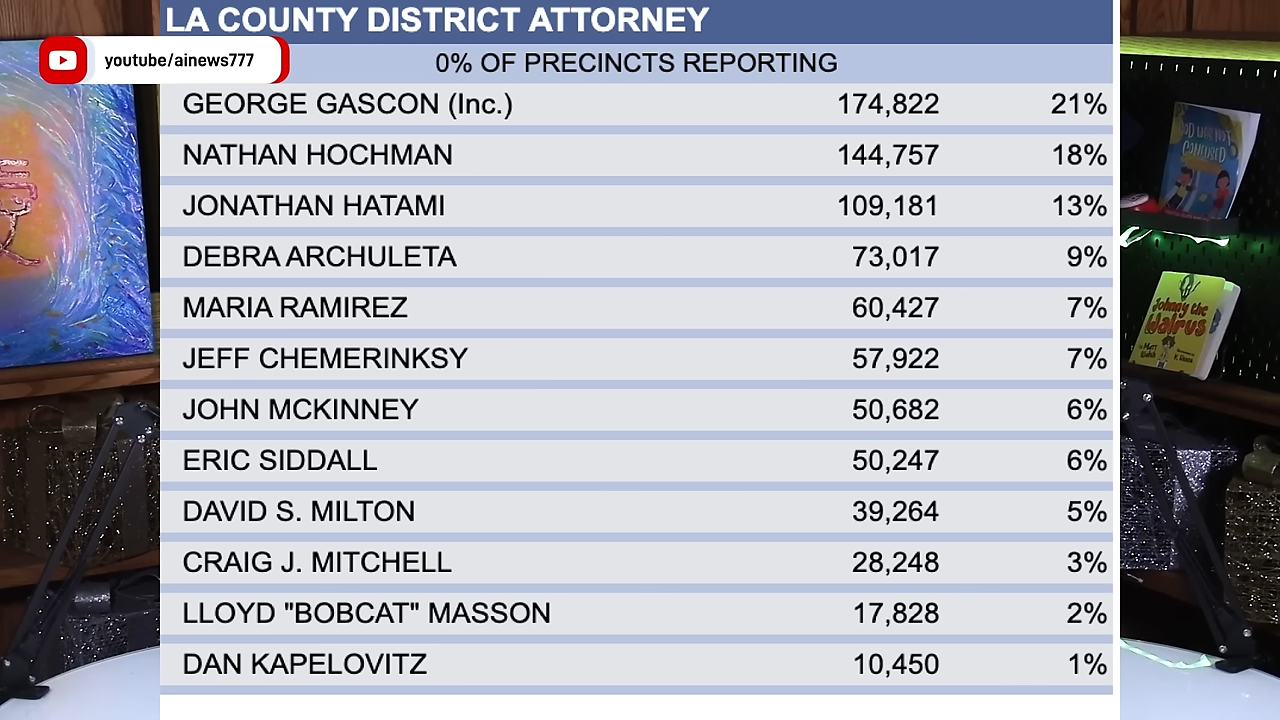 LA COUNTY DISTRICT ATTORNEY
youtube/ainews777
0% OF PRECINCTS REPORTING
GEORGE GASCON (Inc.) 174,822 21%
NATHAN HOCHMAN 144,757 18%
JONATHAN HATAMI 109,181 13%
DEBRA ARCHULETA 73,017 9%
MARIA RAMIREZ 60,427 7%
JEFF CHEMERINKSY 57,922 7%
JOHN MCKINNEY 50,682 6%
ERIC SIDDALL 50,247 6%
DAVID S. MILTON 39,264 5%
CRAIG J. MITCHELL 28,248 3%
LLOYD "BOBCAT" MASSON 17,828 2%
DAN KAPELOVITZ 10,450 1%
Johnny the
Walrus